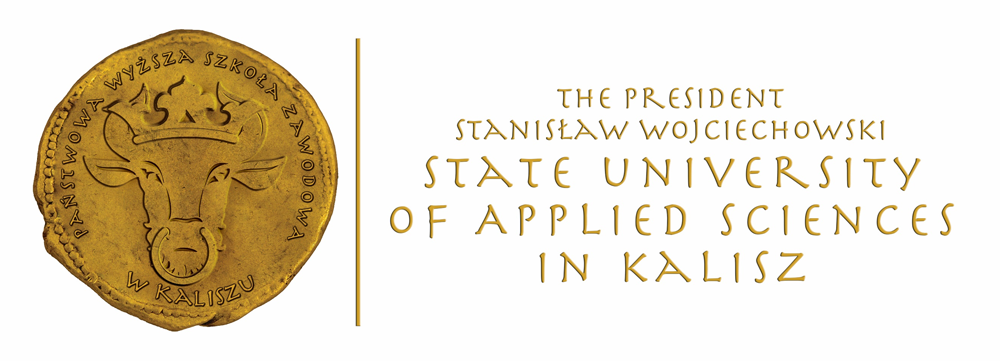 PAŃSTWOWA WYŻSZA SZKOŁA ZAWODOWA
W KALISZU
THE PRESIDENT
STANISŁAW WOJCIECHOWSKI
STATE UNIVERSITY
OF APPLIED SCIENCES
IN KALISZ